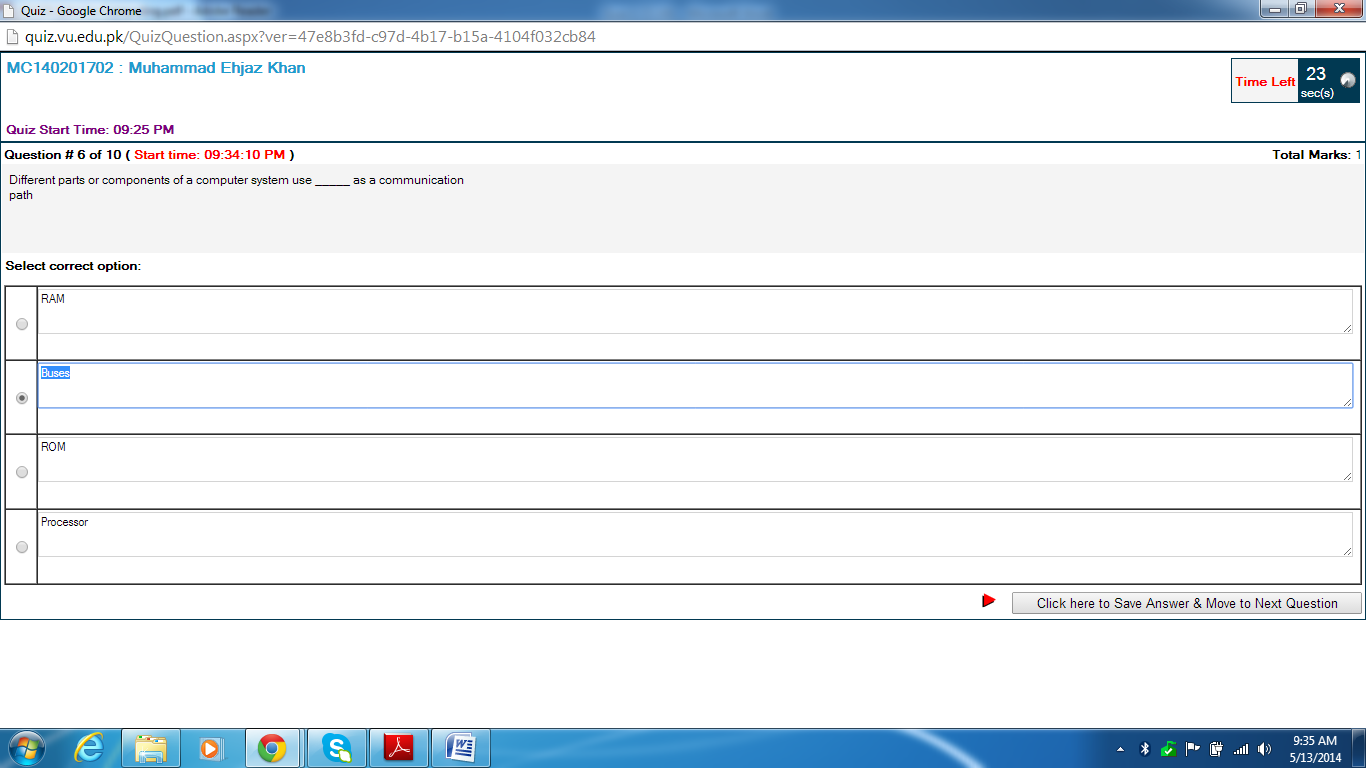 Quiz - Google Chrome
quiz.vu.edu.pk/QuizQuestion.aspx?ver=47e8b3fd-c97d-4b17-b15a-4104f032cb84
MC140201702 : Muhammad Ehjaz Khan
Time Left 23 sec(s)
Quiz Start Time: 09:25 PM
Question # 6 of 10 ( Start time: 09:34:10 PM ) Total Marks: 1
Different parts or components of a computer system use _____ as a communication
path
Select correct option:
RAM
Buses
ROM
Processor
Click here to Save Answer & Move to Next Question
9:35 AM
5/13/2014